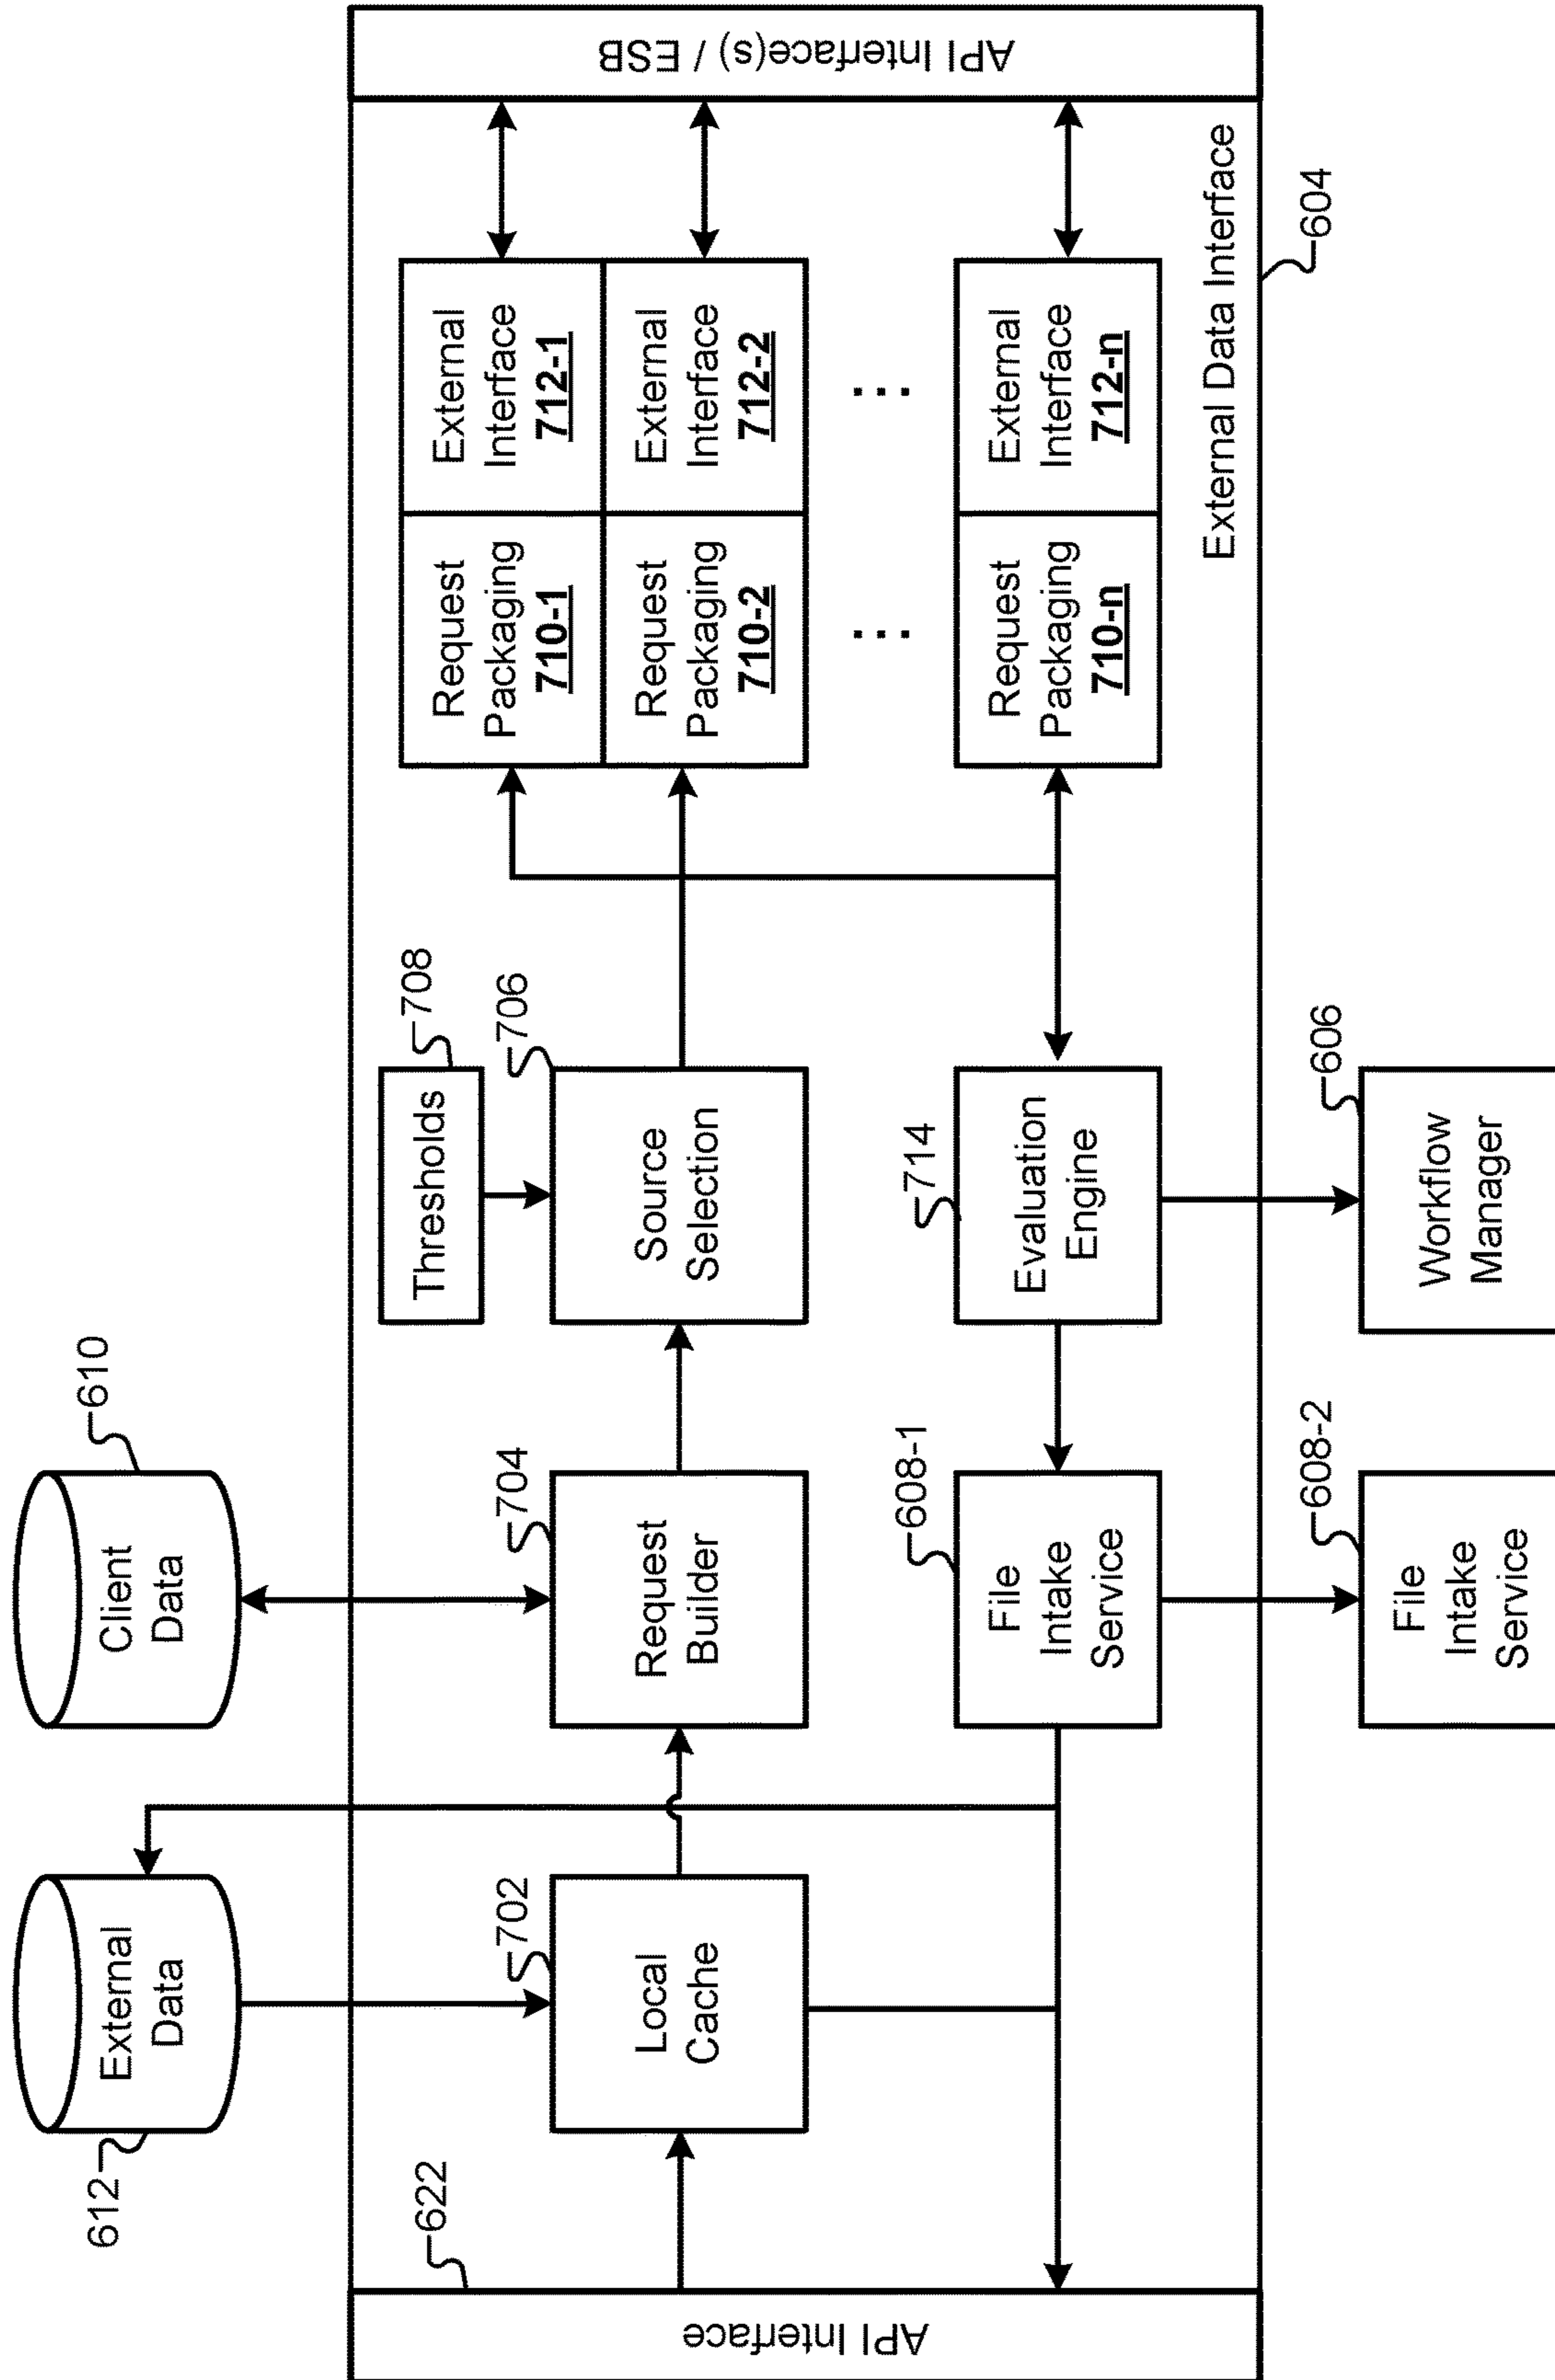 612
External
Data
Client
Data
610
622
API Interface
702
Local
Cache
704
Request
Builder
Thresholds
708
706
Source
Selection
Request
Packaging
710-1
External
Interface
712-1
Request
Packaging
710-2
External
Interface
712-2
...
...
Request
Packaging
710-n
External
Interface
712-n
API Interface(s) / ESB
608-1
File
Intake
Service
714
Evaluation
Engine
External Data Interface
604
608-2
File
Intake
Service
606
Workflow
Manager